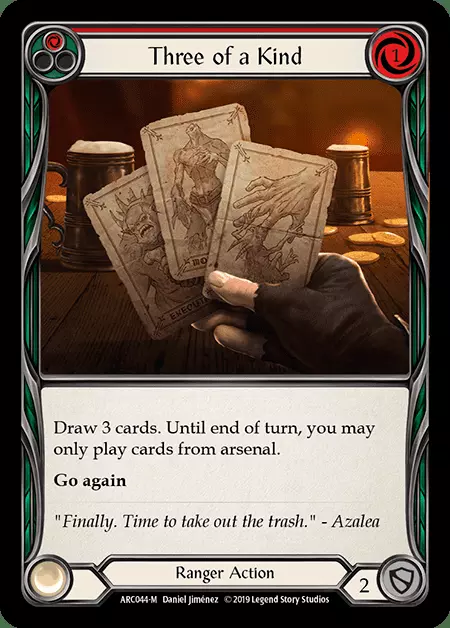 Three of a Kind
1
EXECUTI
MO
Draw 3 cards. Until end of turn, you may
only play cards from arsenal.
Go again
"Finally. Time to take out the trash." - Azalea
Ranger Action
2
ARC044-M Daniel Jiménez © 2019 Legend Story Studios